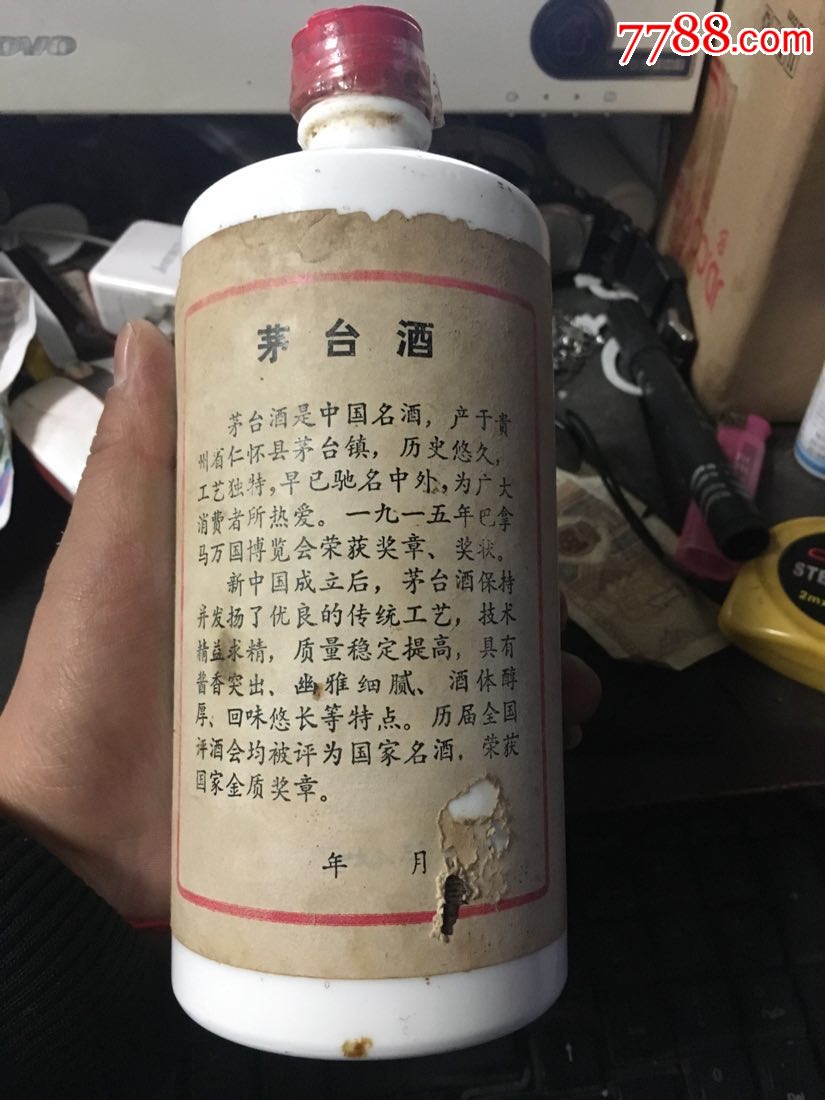 7788.com
茅台酒
茅台酒是中国名酒，产于贵
州省仁怀县茅台镇，历史悠久，
工艺独特，早已驰名中外，为广大
消费者所热爱。一九一五年巴拿
马万国博览会荣获奖章、奖状。
新中国成立后，茅台酒保持
并发扬了优良的传统工艺，技术
精益求精，质量稳定提高，具有
酱香突出、幽雅细腻、酒体醇
厚、回味悠长等特点。历届全国
评酒会均被评为国家名酒，荣获
国家金质奖章。
年 月
STE
2m